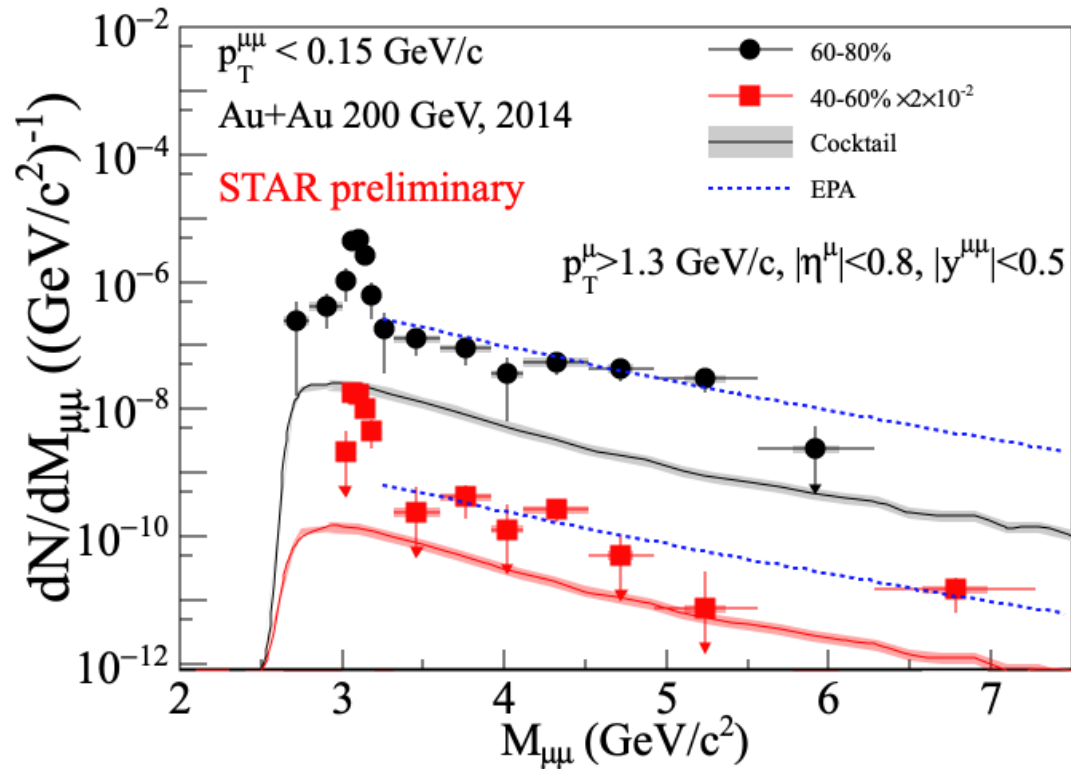 p_T^μμ < 0.15 GeV/c
Au+Au 200 GeV, 2014
STAR preliminary
60-80%
40-60% ×2×10⁻²
Cocktail
EPA
p_T^μ>1.3 GeV/c, |η^μ|<0.8, |y^μμ|<0.5
dN/dM_μμ ((GeV/c²)⁻¹)
10⁻²
10⁻⁴
10⁻⁶
10⁻⁸
10⁻¹⁰
10⁻¹²
2 3 4 5 6 7
M_μμ (GeV/c²)